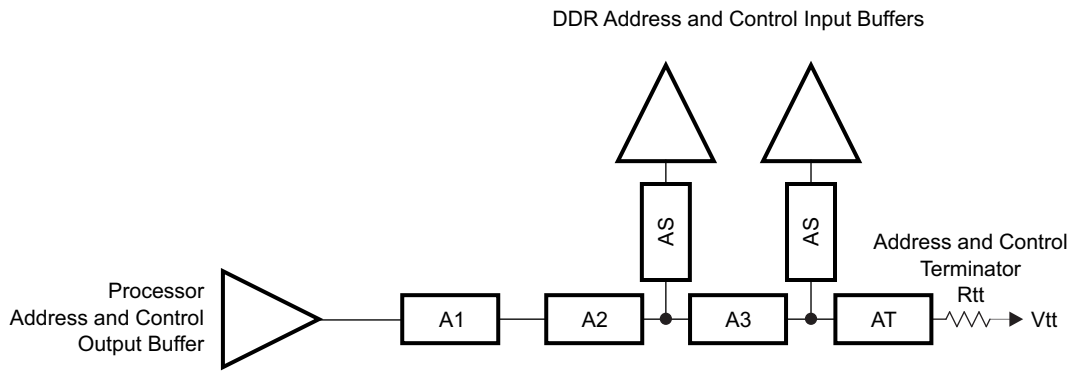 DDR Address and Control Input Buffers
AS
AS
Address and Control
Terminator
Rtt
Processor
Address and Control
Output Buffer
A1
A2
A3
AT
Vtt